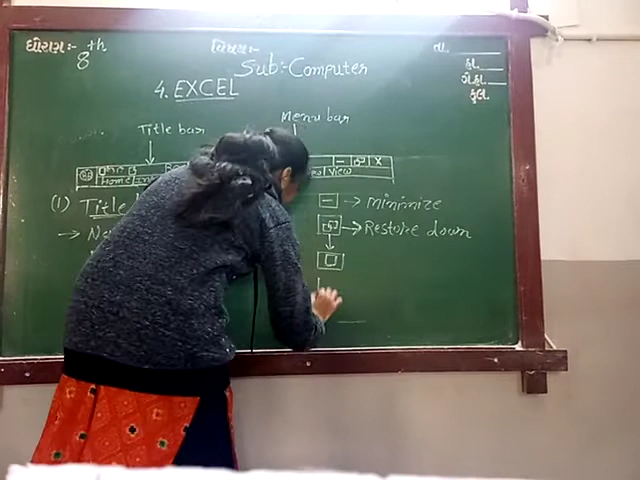 ધોરણ:- 8th
વિષય:-
તા.
Sub:- Computer
હા.
ગે.હા.
કુલ.
4. EXCEL
Menu bar
Title bar
- X
Home View
(1) Title
→ Minimize
→ Restore down